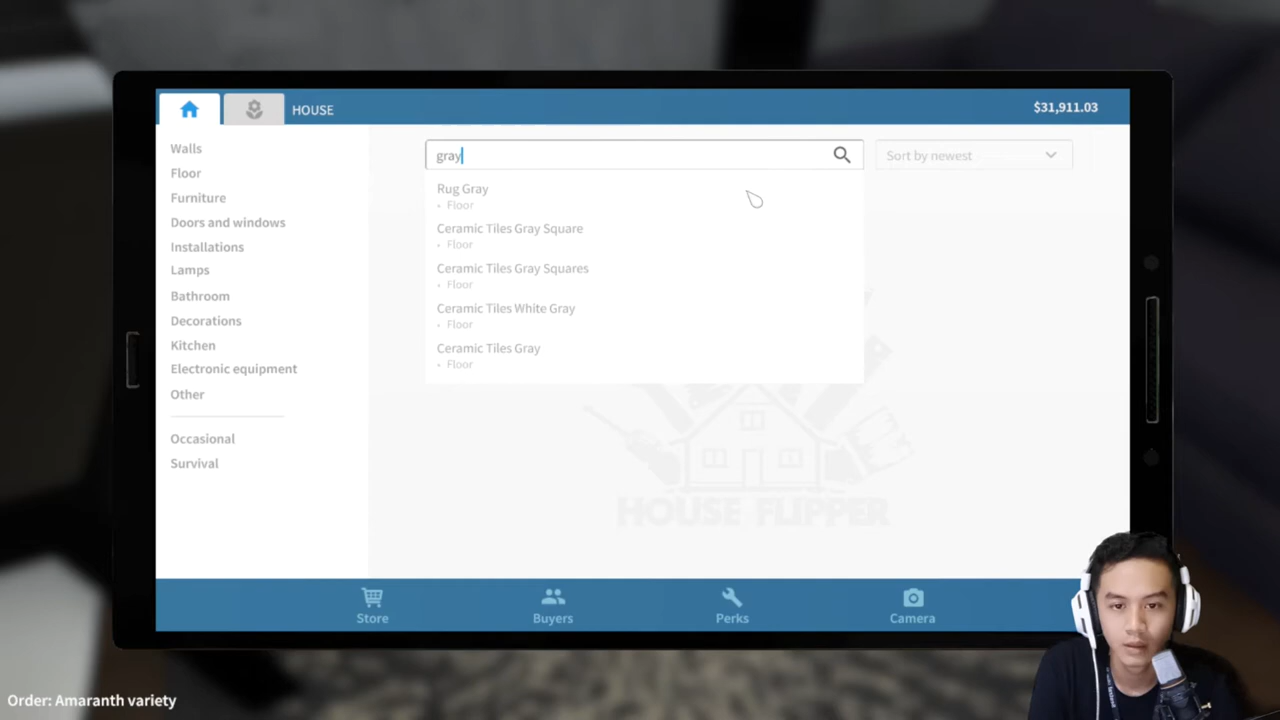 HOUSE
$31,911.03
Walls
Floor
Furniture
Doors and windows
Installations
Lamps
Bathroom
Decorations
Kitchen
Electronic equipment
Other
Occasional
Survival
gray
Sort by newest
Rug Gray
• Floor
Ceramic Tiles Gray Square
• Floor
Ceramic Tiles Gray Squares
• Floor
Ceramic Tiles White Gray
• Floor
Ceramic Tiles Gray
• Floor
HOUSE FLIPPER
Store
Buyers
Perks
Camera
Order: Amaranth variety